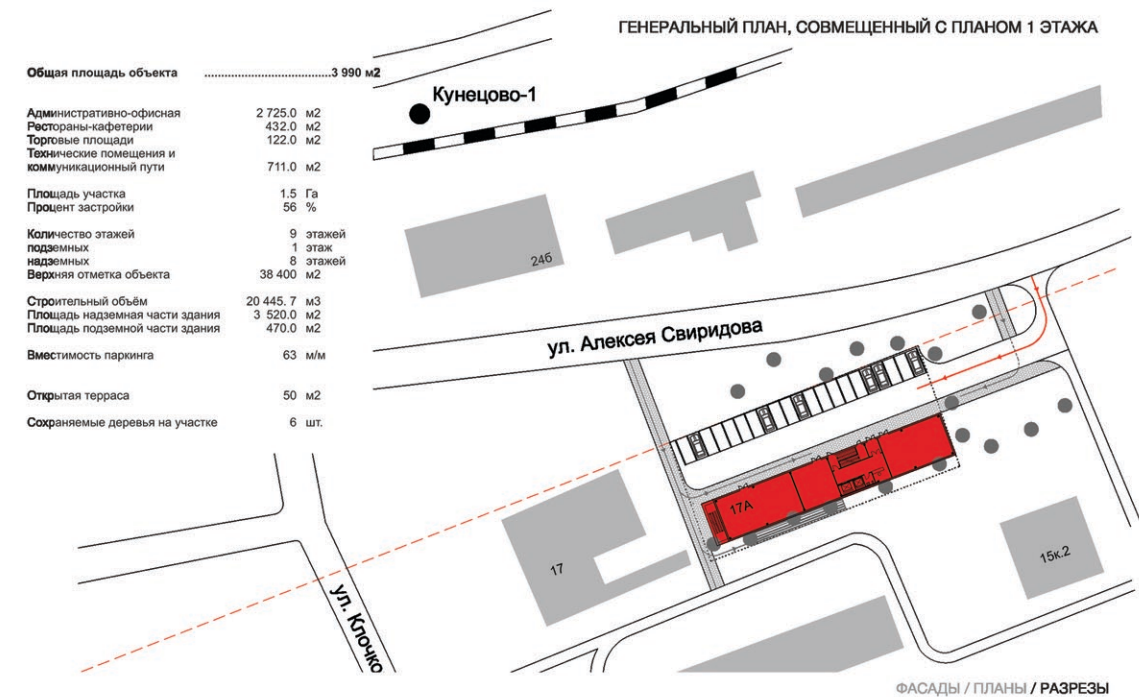 ГЕНЕРАЛЬНЫЙ ПЛАН, СОВМЕЩЕННЫЙ С ПЛАНОМ 1 ЭТАЖА
Общая площадь объекта ..................................3 990 м2
Административно-офисная 2 725.0 м2
Рестораны-кафетерии 432.0 м2
Торговые площади 122.0 м2
Технические помещения и
коммуникационный пути 711.0 м2
Площадь участка 1.5 Га
Процент застройки 56 %
Количество этажей 9 этажей
подземных 1 этаж
надземных 8 этажей
Верхняя отметка объекта 38 400 м2
Строительный объём 20 445. 7 м3
Площадь надземная части здания 3 520.0 м2
Площадь подземной части здания 470.0 м2
Вместимость паркинга 63 м/м
Открытая терраса 50 м2
Сохраняемые деревья на участке 6 шт.
Кунецово-1
24б
ул. Алексея Свиридова
17А
17
15к.2
ул. Клочко
ФАСАДЫ / ПЛАНЫ / РАЗРЕЗЫ